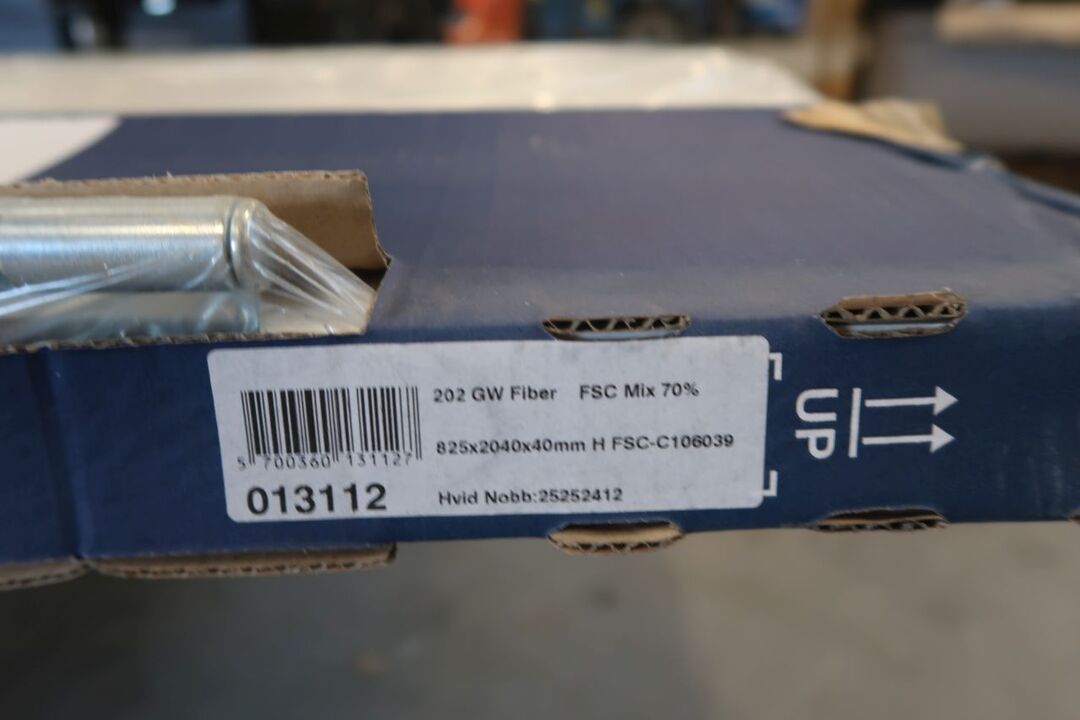 202 GW Fiber FSC Mix 70%
825x2040x40mm H FSC-C106039
5 700360 131127
013112
Hvid Nobb:25252412
UP